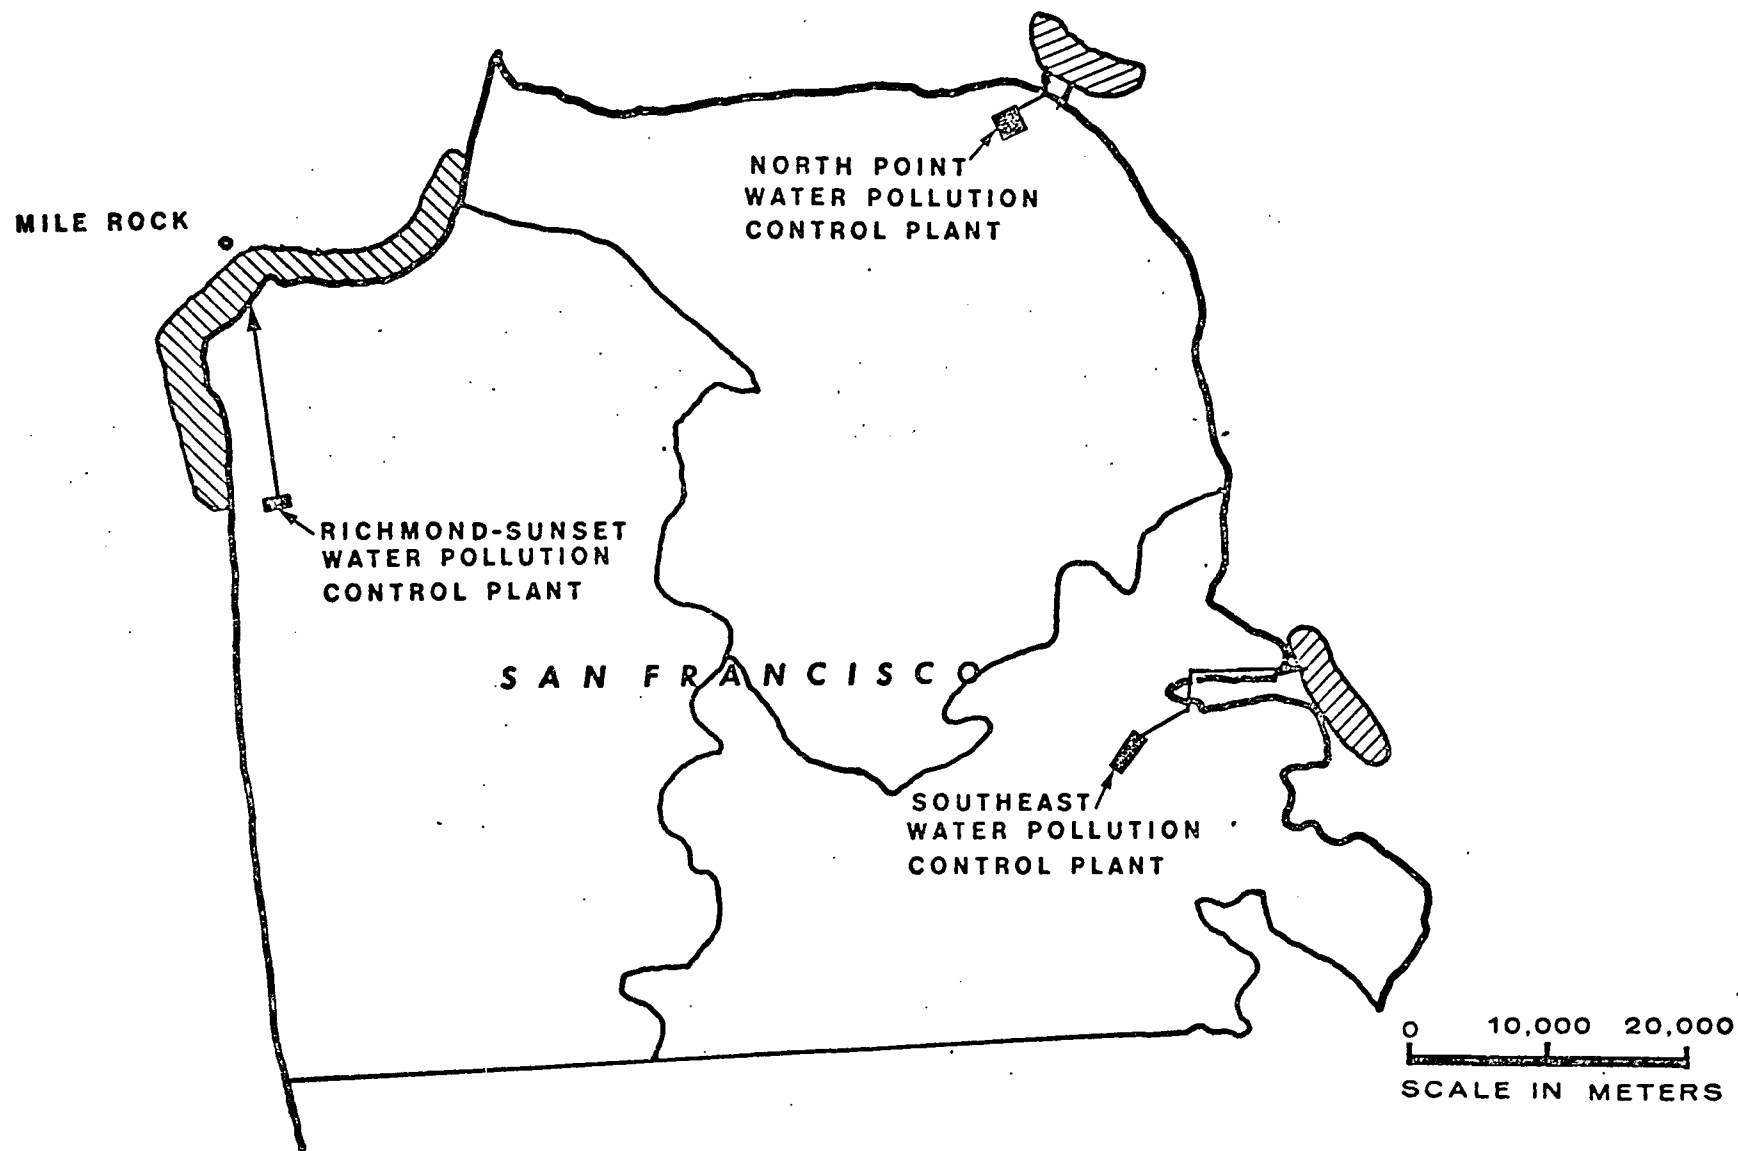 NORTH POINT
WATER POLLUTION
CONTROL PLANT
MILE ROCK
RICHMOND-SUNSET
WATER POLLUTION
CONTROL PLANT
SAN FRANCISCO
SOUTHEAST
WATER POLLUTION
CONTROL PLANT
0 10,000 20,000
SCALE IN METERS